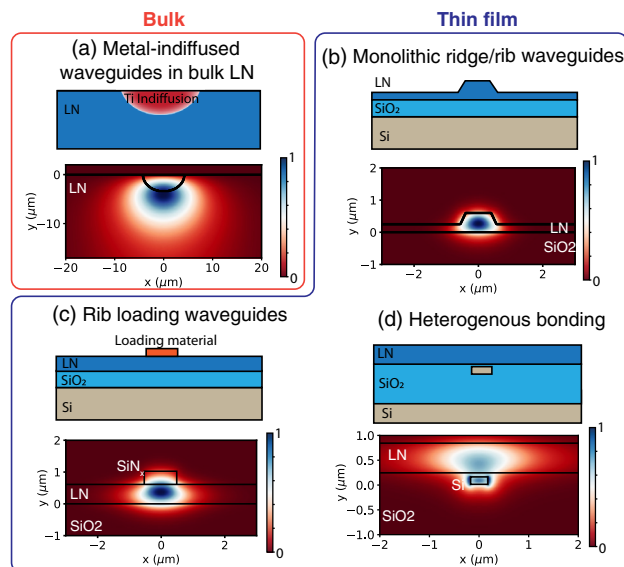 Bulk
Thin film
(a) Metal-indiffused
waveguides in bulk LN
Ti Indiffusion
LN
LN
y (μm)
0
−10
−20 −10 0 10 20
x (μm)
1
0
(b) Monolithic ridge/rib waveguides
LN
SiO₂
Si
y (μm)
2
1
0
−1
LN
SiO2
−2 0 2
x (μm)
1
0
(c) Rib loading waveguides
Loading material
LN
SiO₂
Si
y (μm)
2
1
0
−1
SiNₓ
LN
SiO2
−2 0 2
x (μm)
1
0
(d) Heterogenous bonding
LN
SiO₂
Si
y (μm)
1.0
0.5
0.0
−0.5
−1.0
LN
Si
SiO2
−2 −1 0 1 2
x (μm)
1
0